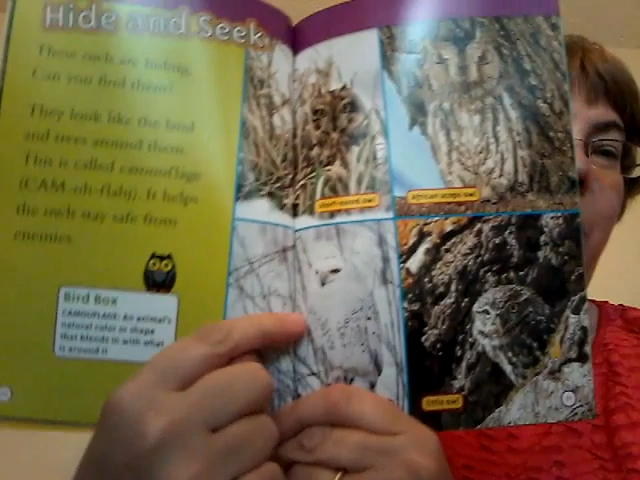 Hide and Seek
These owls are hiding.
Can you find them?
They look like the land
and trees around them.
This is called camouflage
(CAM-uh-flahj). It helps
the owls stay safe from
enemies.
Bird Box
CAMOUFLAGE: An animal's
natural color or shape
that blends in with what
is around it
short-eared owl
African scops owl
little owl